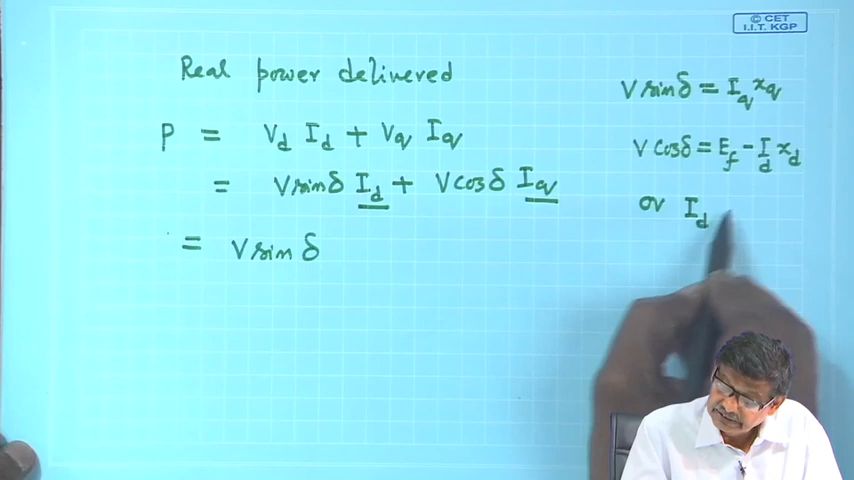 © CET
I.I.T. KGP
Real power delivered
P = V_d I_d + V_q I_q
= V sin δ I_d + V cos δ I_q
= V sin δ
V sin δ = I_q x_q
V cos δ = E_f - I_d x_d
or I_d